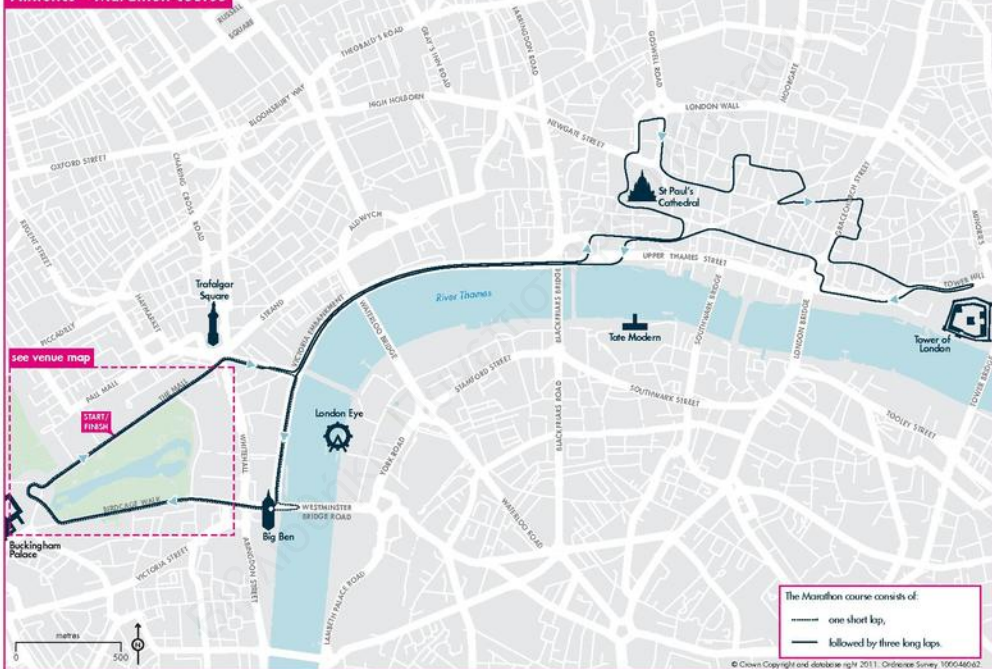 RUSSELL
SQUARE
THEOBALD'S ROAD
GRAY'S INN ROAD
FARRINGDON ROAD
GOSWELL ROAD
MOORGATE
BLOOMSBURY WAY
HIGH HOLBORN
LONDON WALL
NEWGATE STREET
OXFORD STREET
CHARING CROSS ROAD
St Paul's
Cathedral
GRACECHURCH STREET
MINORIES
REGENT STREET
ALDWYCH
UPPER THAMES STREET
Trafalgar
Square
HAYMARKET
STRAND
VICTORIA EMBANKMENT
River Thames
WATERLOO BRIDGE
BLACKFRIARS BRIDGE
SOUTHWARK BRIDGE
LONDON BRIDGE
TOWER HILL
Tower of
London
TOWER BRIDGE
PICCADILLY
Tate Modern
see venue map
PALL MALL
THE MALL
STAMFORD STREET
SOUTHWARK STREET
START/
FINISH
London Eye
WHITEHALL
YORK ROAD
BLACKFRIARS ROAD
TOOLEY STREET
BIRDCAGE WALK
WESTMINSTER
BRIDGE ROAD
WATERLOO ROAD
Big Ben
Buckingham
Palace
VICTORIA STREET
ABINGDON STREET
LAMBETH PALACE ROAD
metres
0 500
N
The Marathon course consists of:
one short lap,
followed by three long laps.
© Crown Copyright and database right 2011. Ordnance Survey 100046062